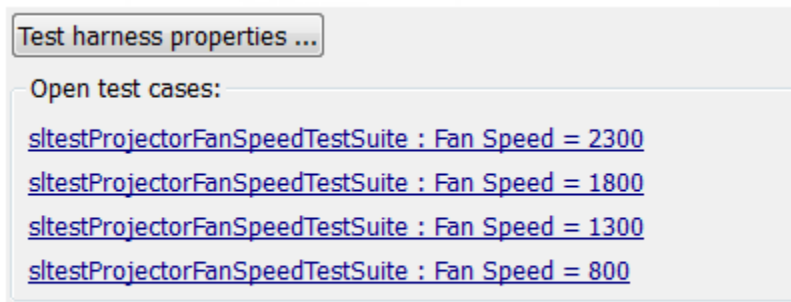 Test harness properties ...
Open test cases:
sltestProjectorFanSpeedTestSuite : Fan Speed = 2300
sltestProjectorFanSpeedTestSuite : Fan Speed = 1800
sltestProjectorFanSpeedTestSuite : Fan Speed = 1300
sltestProjectorFanSpeedTestSuite : Fan Speed = 800